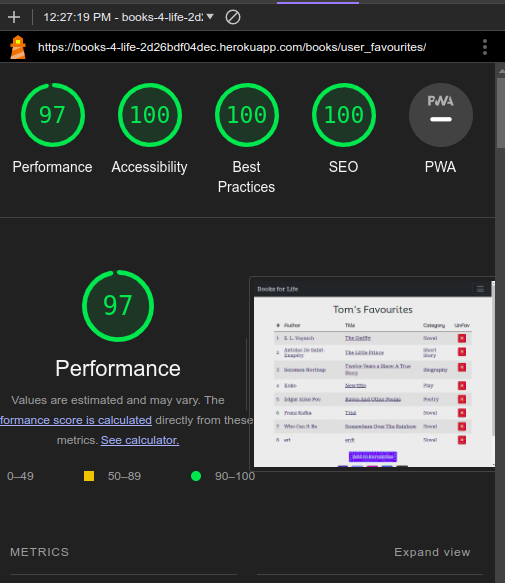 12:27:19 PM - books-4-life-2d
https://books-4-life-2d26bdf04dec.herokuapp.com/books/user_favourites/
97 100 100 100 PWA
Performance Accessibility Best SEO PWA
Practices
97
Performance
Values are estimated and may vary. The
formance score is calculated directly from these
metrics. See calculator.
0–49 50–89 90–100
Books for Life
Tom's Favourites
# Author Title Category UnFav
1 E. L. Voynich The Gadfly Novel
2 Antoine De Saint- The Little Prince Short
Exupéry Story
3 Solomon Northup Twelve Years a Slave: A True Biography
Story
4 Kobo New title Play
5 Edgar Allan Poe Raven And Other Poems Poetry
6 Franz Kafka Trial Novel
7 Who Can It Be Somewhere Over The Rainbow Novel
8 ert erdt Novel
Add to Favourites
METRICS
Expand view